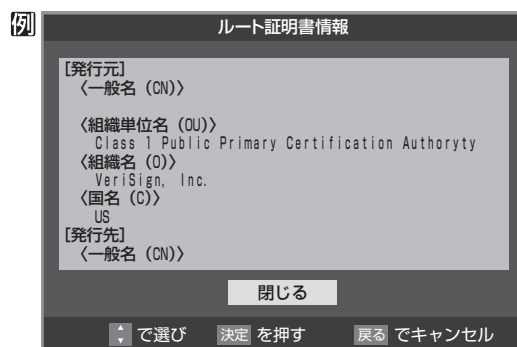 例
ルート証明書情報
[発行元]
〈一般名（CN）〉
〈組織単位名（OU）〉
Class 1 Public Primary Certification Authoryty
〈組織名（O）〉
VeriSign, Inc.
〈国名（C）〉
US
[発行先]
〈一般名（CN）〉
閉じる
で選び 決定 を押す 戻る でキャンセル